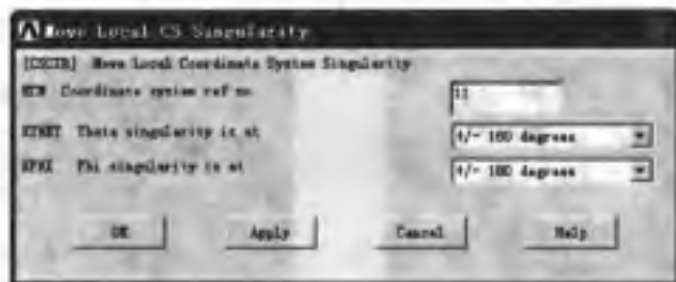 Move Local CS Singularity
[CSCIR] Move Local Coordinate System Singularity
KCN Coordinate system ref no 11
KTHET Theta singularity is at +/- 180 degrees
KPHI Phi singularity is at +/- 180 degrees
OK Apply Cancel Help